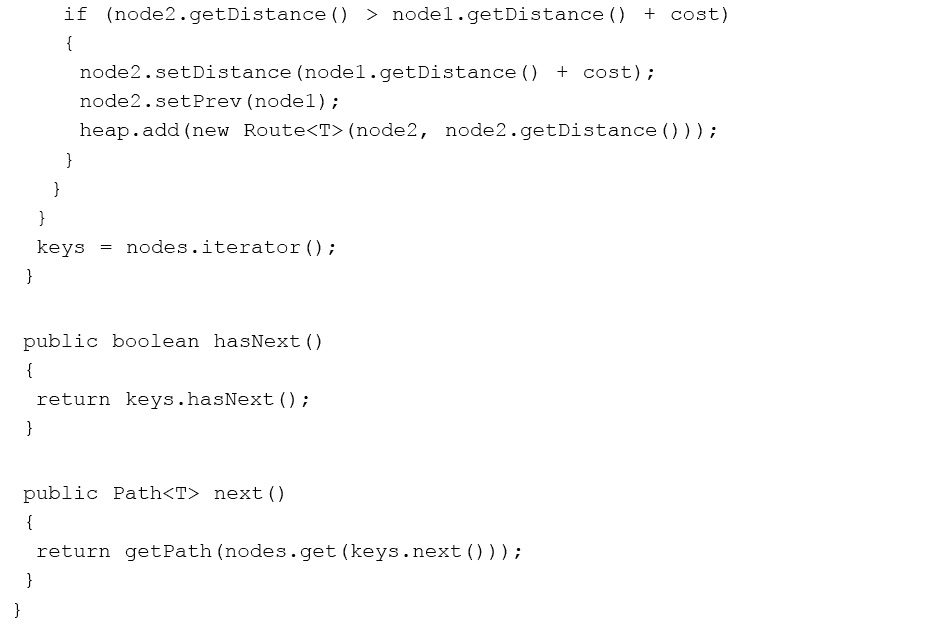 if (node2.getDistance() > node1.getDistance() + cost)
{
node2.setDistance(node1.getDistance() + cost);
node2.setPrev(node1);
heap.add(new Route<T>(node2, node2.getDistance()));
}
}
}
keys = nodes.iterator();
}
public boolean hasNext()
{
return keys.hasNext();
}
public Path<T> next()
{
return getPath(nodes.get(keys.next()));
}
}